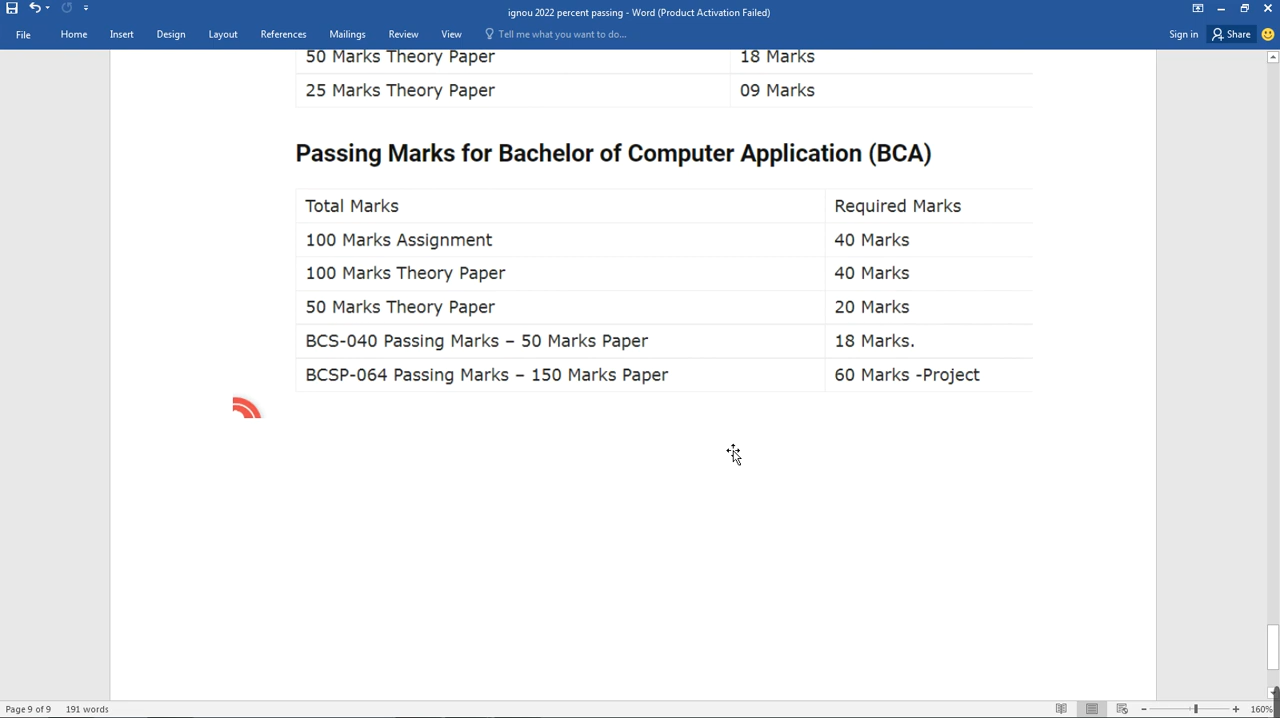 ignou 2022 percent passing - Word (Product Activation Failed)
File Home Insert Design Layout References Mailings Review View Tell me what you want to do... Sign in Share
50 Marks Theory Paper 18 Marks
25 Marks Theory Paper 09 Marks
Passing Marks for Bachelor of Computer Application (BCA)
Total Marks Required Marks
100 Marks Assignment 40 Marks
100 Marks Theory Paper 40 Marks
50 Marks Theory Paper 20 Marks
BCS-040 Passing Marks – 50 Marks Paper 18 Marks.
BCSP-064 Passing Marks – 150 Marks Paper 60 Marks -Project
Page 9 of 9 191 words 160%